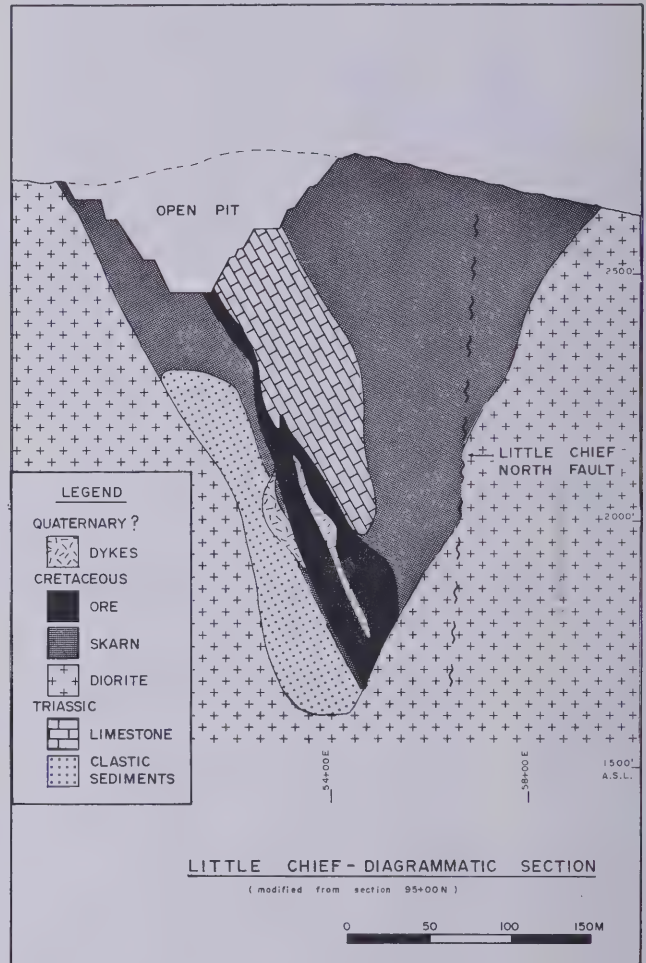 OPEN PIT
2500'
LITTLE CHIEF
NORTH FAULT
2000'
LEGEND
QUATERNARY ?
DYKES
CRETACEOUS
ORE
SKARN
DIORITE
TRIASSIC
LIMESTONE
CLASTIC
SEDIMENTS
54+00E
58+00E
1500'
A.S.L.
LITTLE CHIEF - DIAGRAMMATIC SECTION
( modified from section 95+00N )
0 50 100 150M